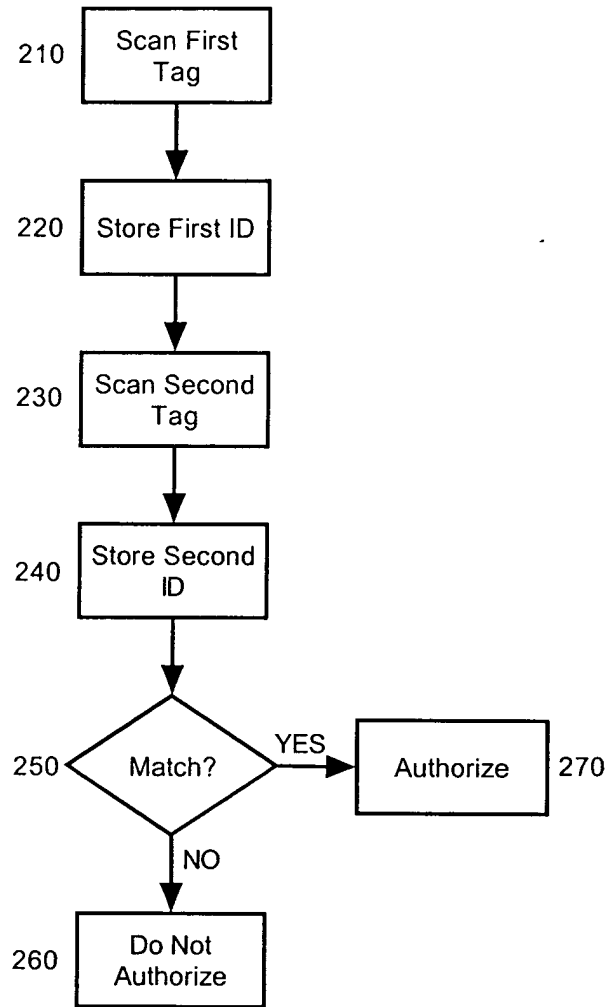 210
Scan First
Tag
220
Store First ID
230
Scan Second
Tag
240
Store Second
ID
250
Match?
YES
Authorize
270
NO
260
Do Not
Authorize